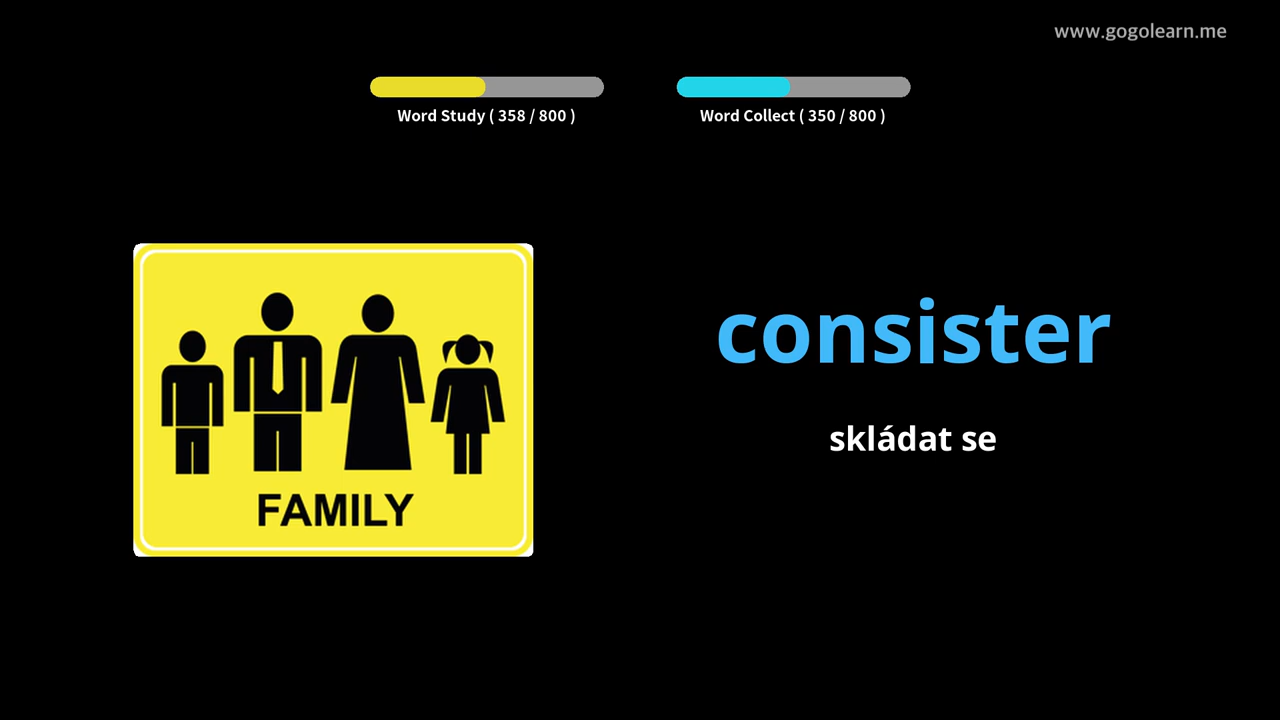 www.gogolearn.me
Word Study ( 358 / 800 )
Word Collect ( 350 / 800 )
consister
skládat se
FAMILY